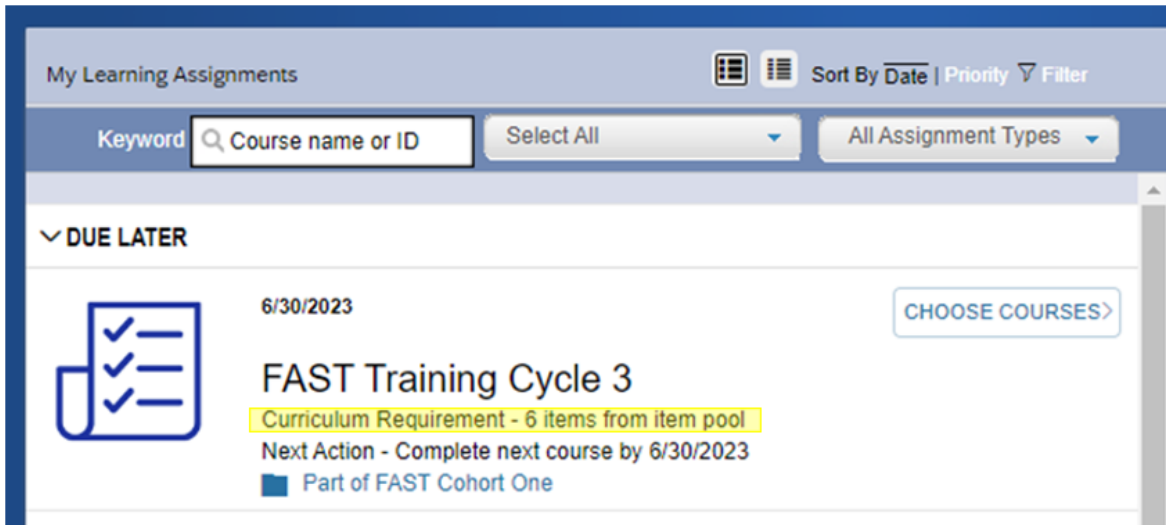 My Learning Assignments
Sort By Date | Priority Filter
Keyword Course name or ID Select All All Assignment Types
DUE LATER
6/30/2023
CHOOSE COURSES>
FAST Training Cycle 3
Curriculum Requirement - 6 items from item pool
Next Action - Complete next course by 6/30/2023
Part of FAST Cohort One